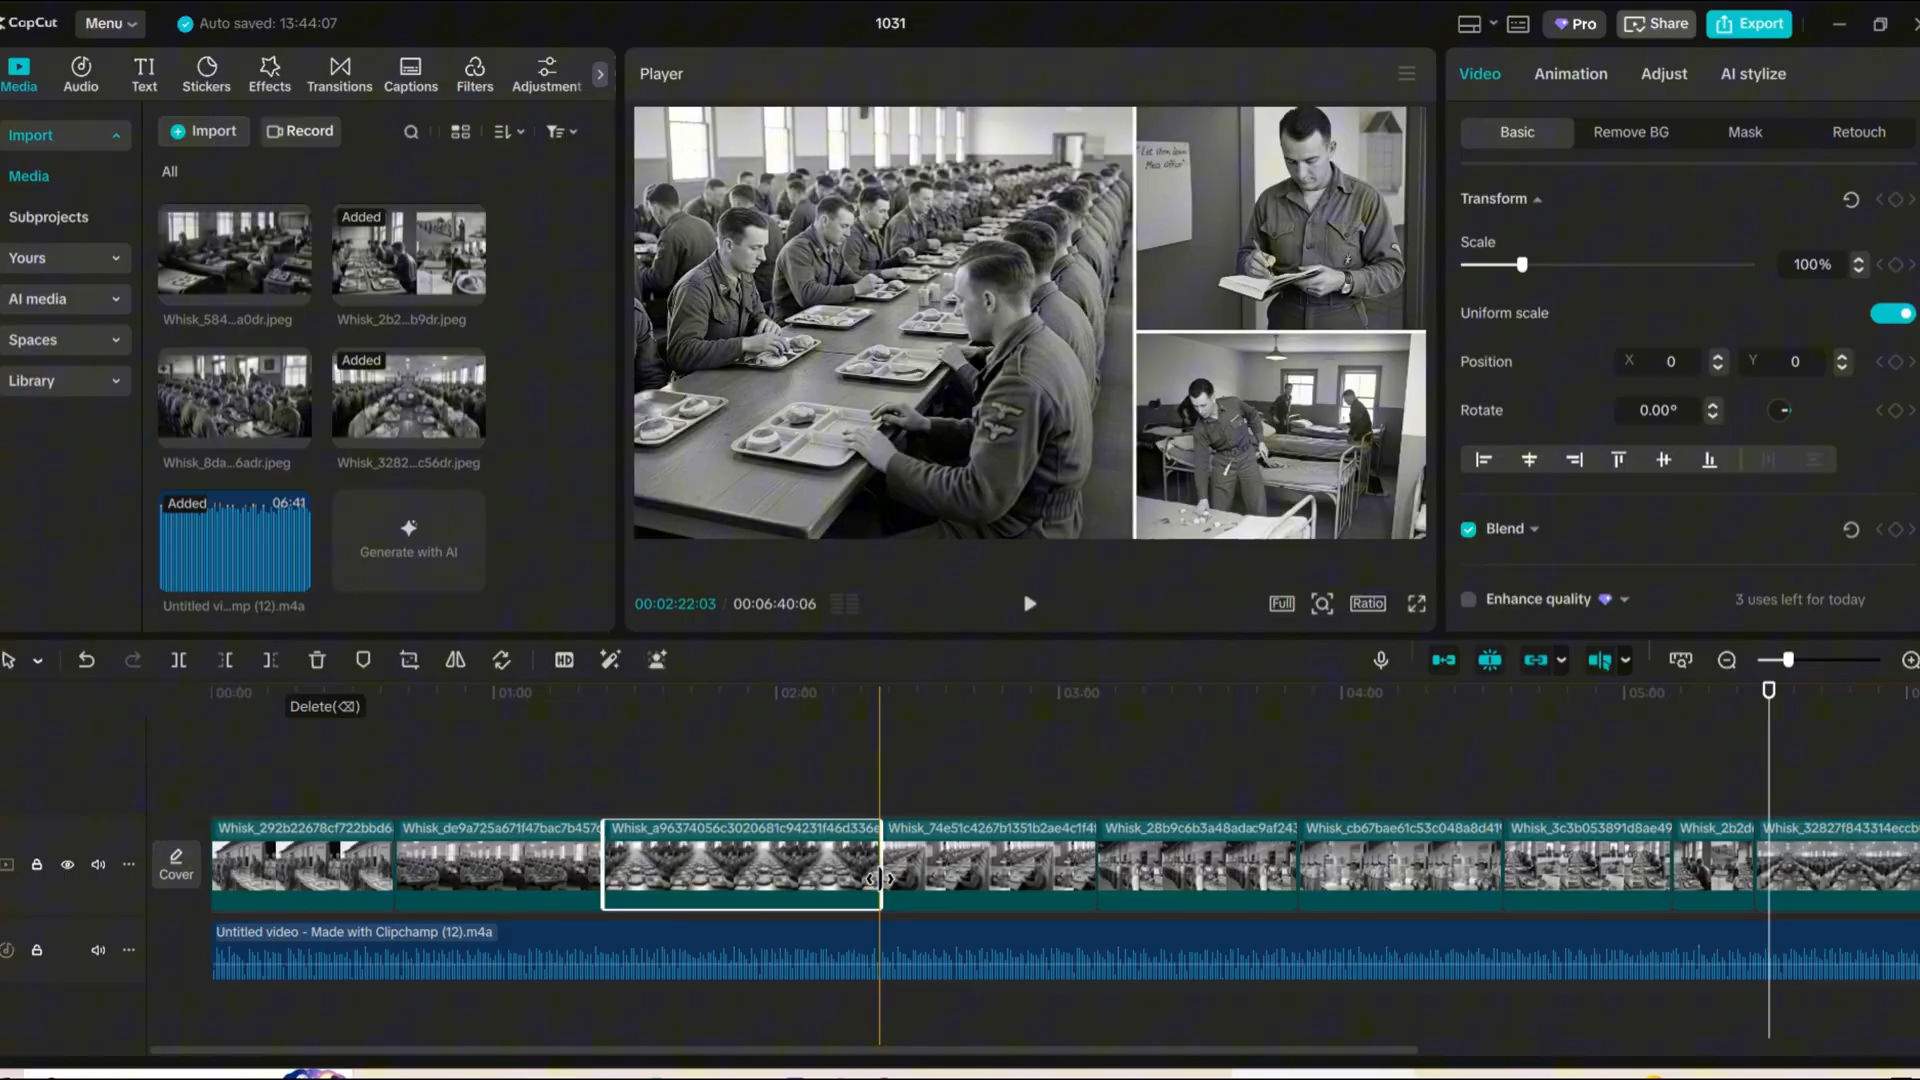 CapCut
Menu
Auto saved: 13:44:07
1031
Pro
Share
Export
Media
Audio
TI
Text
Stickers
Effects
Transitions
Captions
Filters
Adjustment
Player
Video
Animation
Adjust
AI stylize
Import
Media
Subprojects
Yours
AI media
Spaces
Library
Import
Record
All
Whisk_584...a0dr.jpeg
Added
Whisk_2b2...b9dr.jpeg
Whisk_8da...6adr.jpeg
Added
Whisk_3282...c56dr.jpeg
Added
06:41
Untitled vi...mp (12).m4a
Generate with AI
Mess Office"
00:02:22:03 / 00:06:40:06
Full
Ratio
Basic
Remove BG
Mask
Retouch
Transform
Scale
100%
Uniform scale
Position
X 0
Y 0
Rotate
0.00°
Blend
Enhance quality
3 uses left for today
HD
00:00
01:00
02:00
03:00
04:00
05:00
Delete(⌫)
Cover
Whisk_292b22678cf722bbd6
Whisk_de9a725a671f47bac7b457c
Whisk_a96374056c3020681c94231f46d336e
Whisk_74e51c4267b1351b2ae4c1f4
Whisk_28b9c6b3a48adac9af243
Whisk_cb67bae61c53c048a8d41
Whisk_3c3b053891d8ae49
Whisk_2b2d
Whisk_32827f843314eccb
Untitled video - Made with Clipchamp (12).m4a